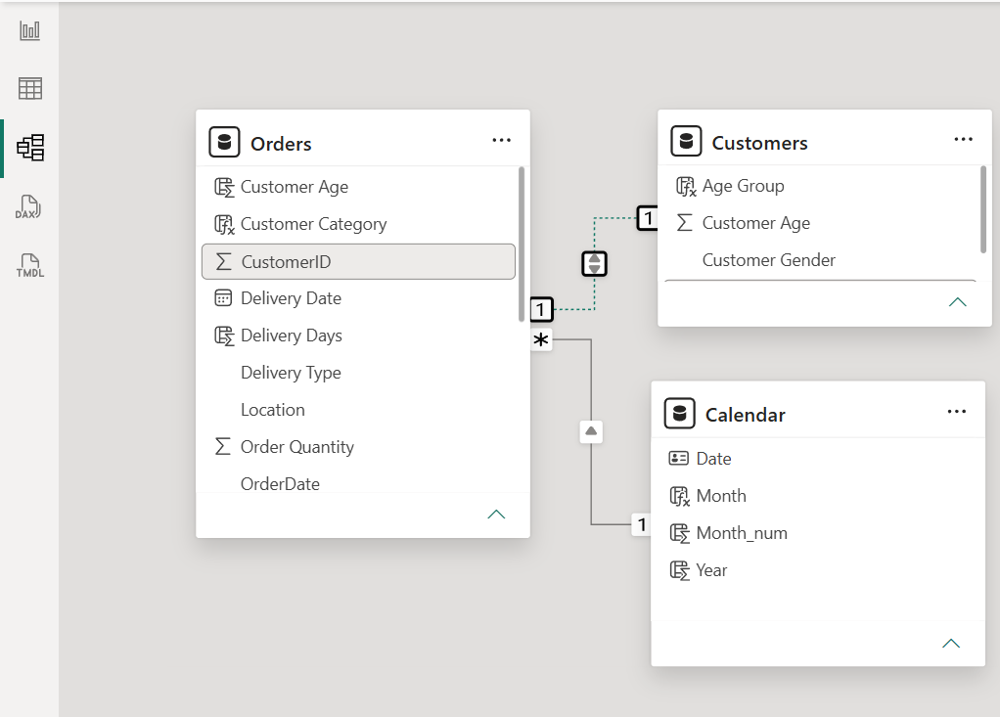 DAX
TMDL
Orders
Customer Age
Customer Category
CustomerID
Delivery Date
Delivery Days
Delivery Type
Location
Order Quantity
OrderDate
1
*
1
Customers
Age Group
Customer Age
Customer Gender
1
Calendar
Date
Month
Month_num
Year